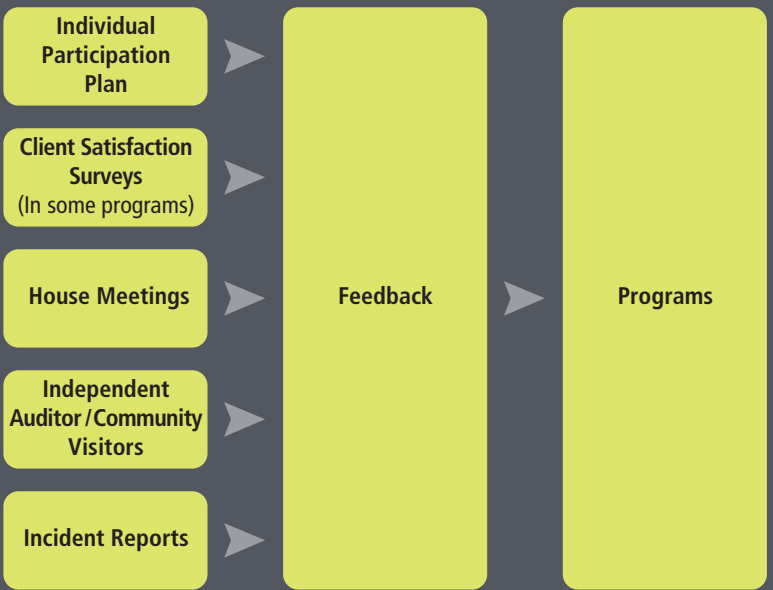 Individual
Participation
Plan
Client Satisfaction
Surveys
(In some programs)
House Meetings
Feedback
Programs
Independent
Auditor/Community
Visitors
Incident Reports